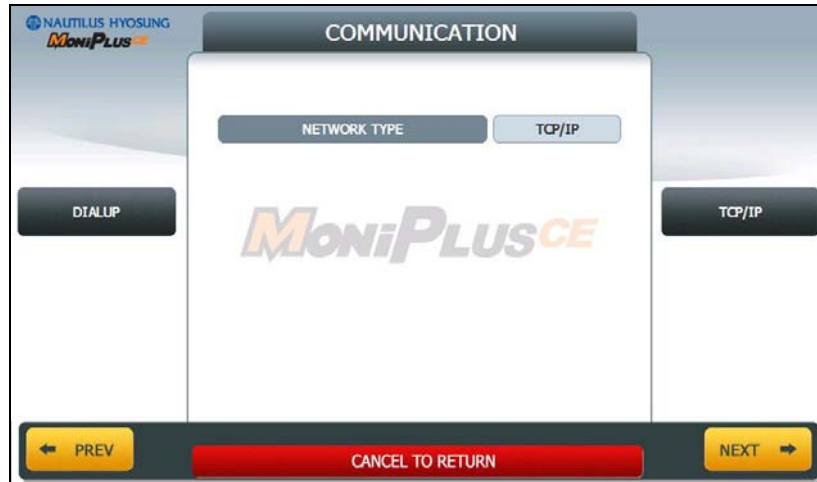 NAUTILUS HYOSUNG
MONiPLUSCE
COMMUNICATION
NETWORK TYPE TCP/IP
DIALUP
MONiPLUSCE
TCP/IP
PREV
CANCEL TO RETURN
NEXT